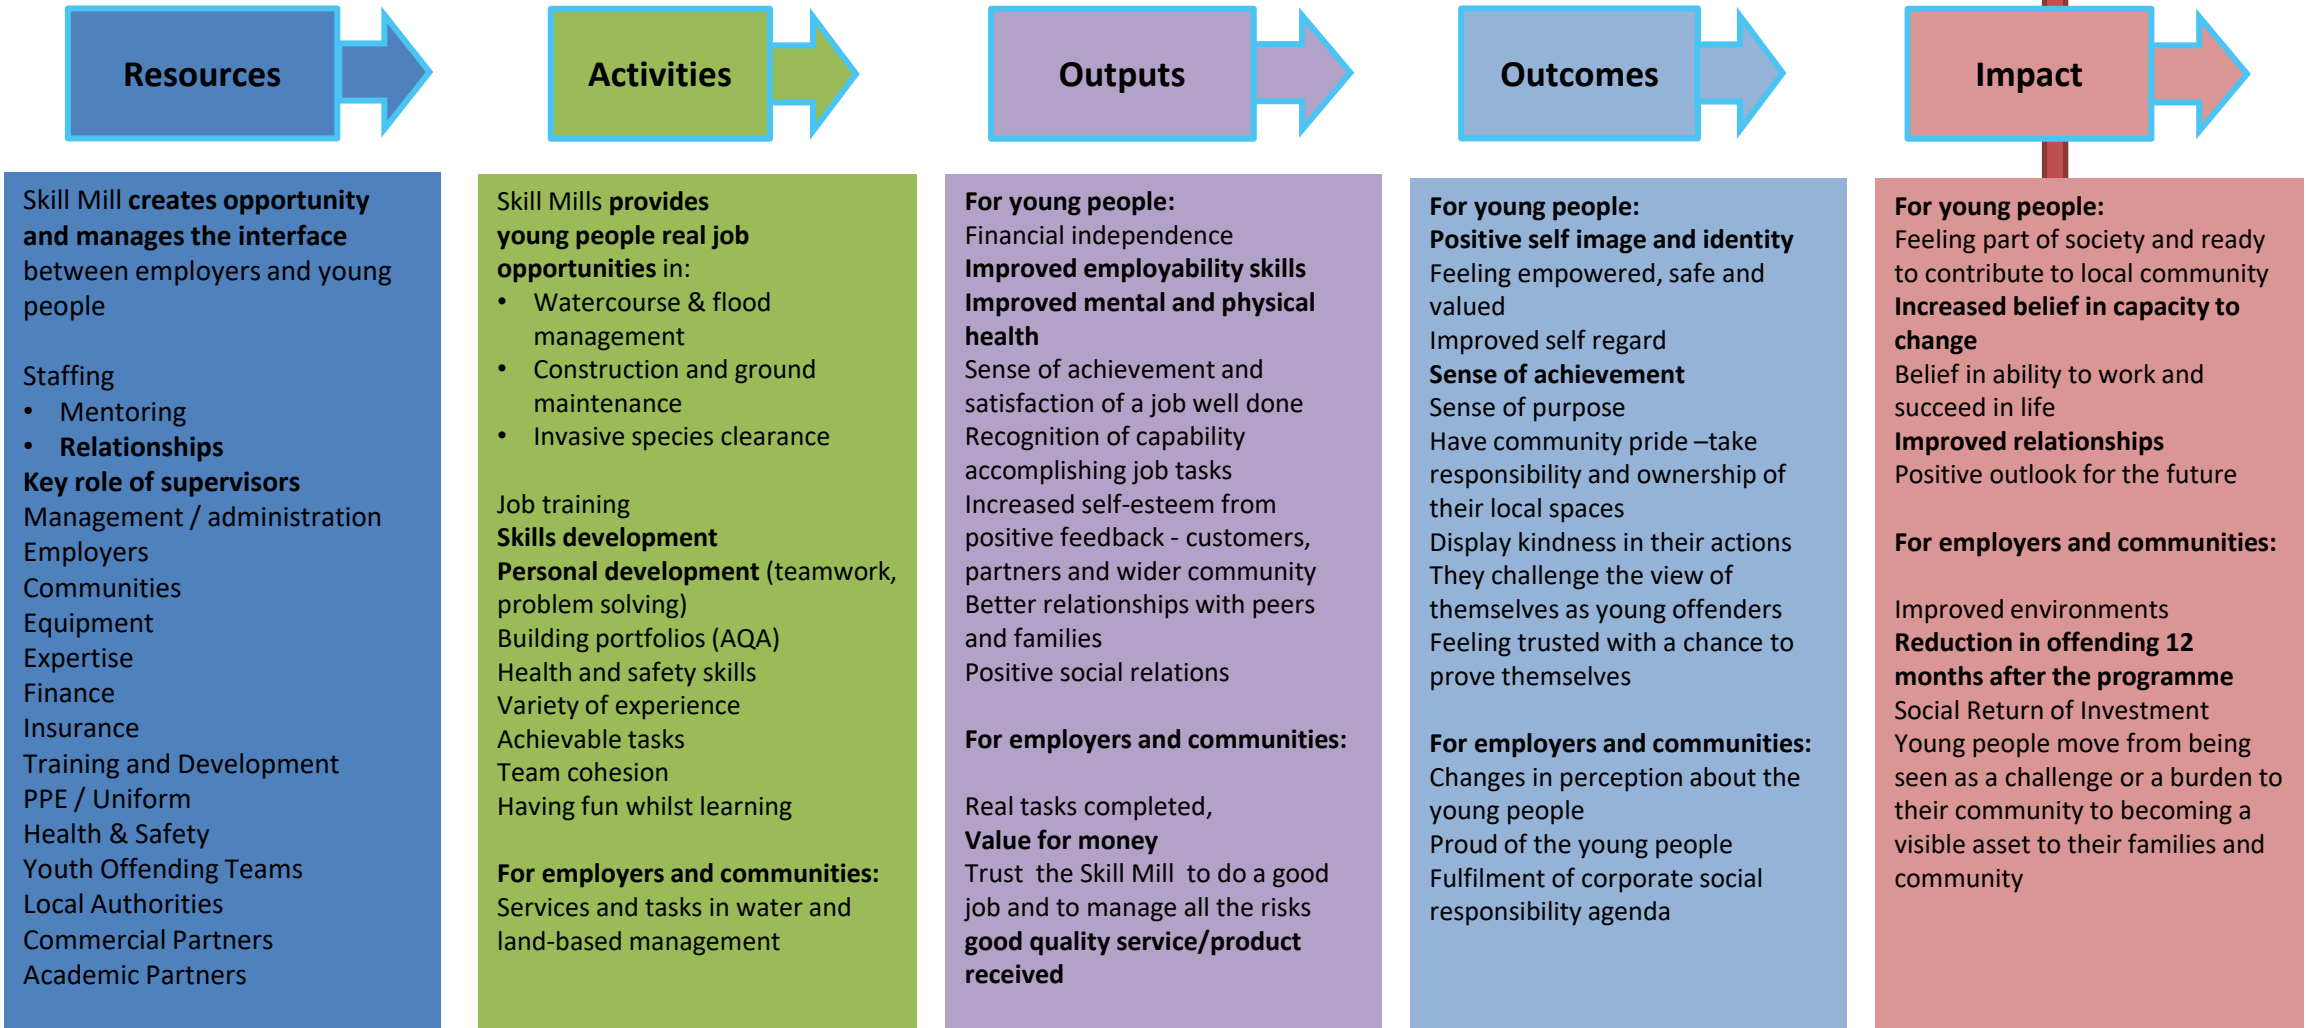 Resources
Activities
Outputs
Outcomes
Impact
Skill Mill creates opportunity
and manages the interface
between employers and young
people
Staffing
• Mentoring
• Relationships
Key role of supervisors
Management / administration
Employers
Communities
Equipment
Expertise
Finance
Insurance
Training and Development
PPE / Uniform
Health & Safety
Youth Offending Teams
Local Authorities
Commercial Partners
Academic Partners
Skill Mills provides
young people real job
opportunities in:
• Watercourse & flood
management
• Construction and ground
maintenance
• Invasive species clearance
Job training
Skills development
Personal development (teamwork,
problem solving)
Building portfolios (AQA)
Health and safety skills
Variety of experience
Achievable tasks
Team cohesion
Having fun whilst learning
For employers and communities:
Services and tasks in water and
land-based management
For young people:
Financial independence
Improved employability skills
Improved mental and physical
health
Sense of achievement and
satisfaction of a job well done
Recognition of capability
accomplishing job tasks
Increased self-esteem from
positive feedback - customers,
partners and wider community
Better relationships with peers
and families
Positive social relations
For employers and communities:
Real tasks completed,
Value for money
Trust the Skill Mill to do a good
job and to manage all the risks
good quality service/product
received
For young people:
Positive self image and identity
Feeling empowered, safe and
valued
Improved self regard
Sense of achievement
Sense of purpose
Have community pride –take
responsibility and ownership of
their local spaces
Display kindness in their actions
They challenge the view of
themselves as young offenders
Feeling trusted with a chance to
prove themselves
For employers and communities:
Changes in perception about the
young people
Proud of the young people
Fulfilment of corporate social
responsibility agenda
For young people:
Feeling part of society and ready
to contribute to local community
Increased belief in capacity to
change
Belief in ability to work and
succeed in life
Improved relationships
Positive outlook for the future
For employers and communities:
Improved environments
Reduction in offending 12
months after the programme
Social Return of Investment
Young people move from being
seen as a challenge or a burden to
their community to becoming a
visible asset to their families and
community